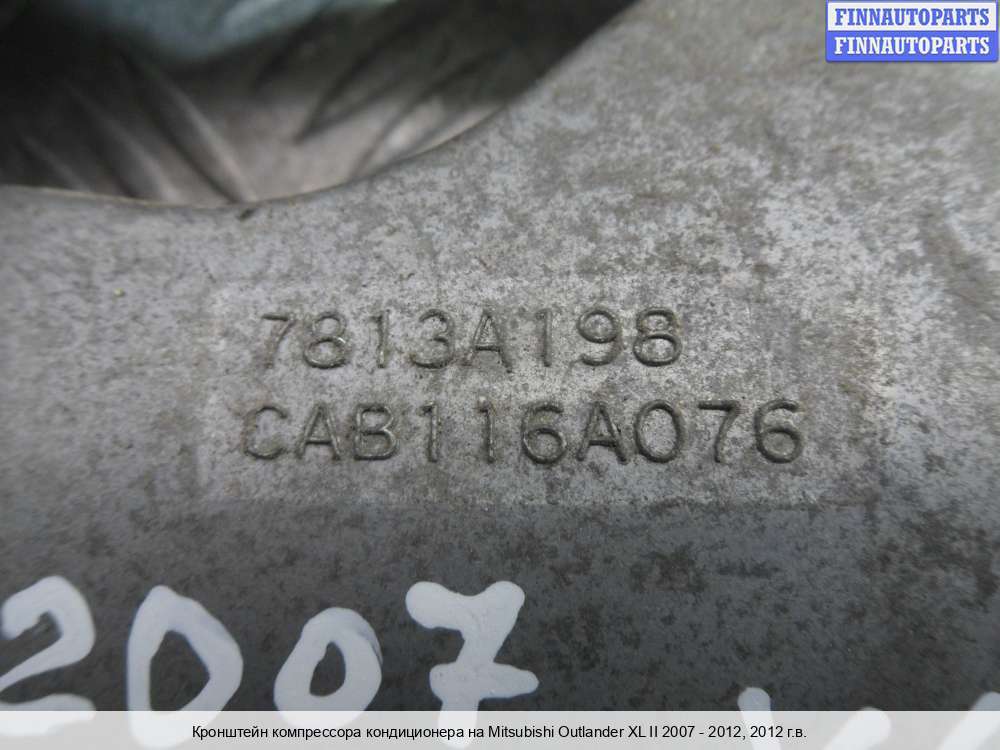 FINNAUTOPARTS
FINNAUTOPARTS
7813A198
CAB116A076
2007
Кронштейн компрессора кондиционера на Mitsubishi Outlander XL II 2007 - 2012, 2012 г.в.